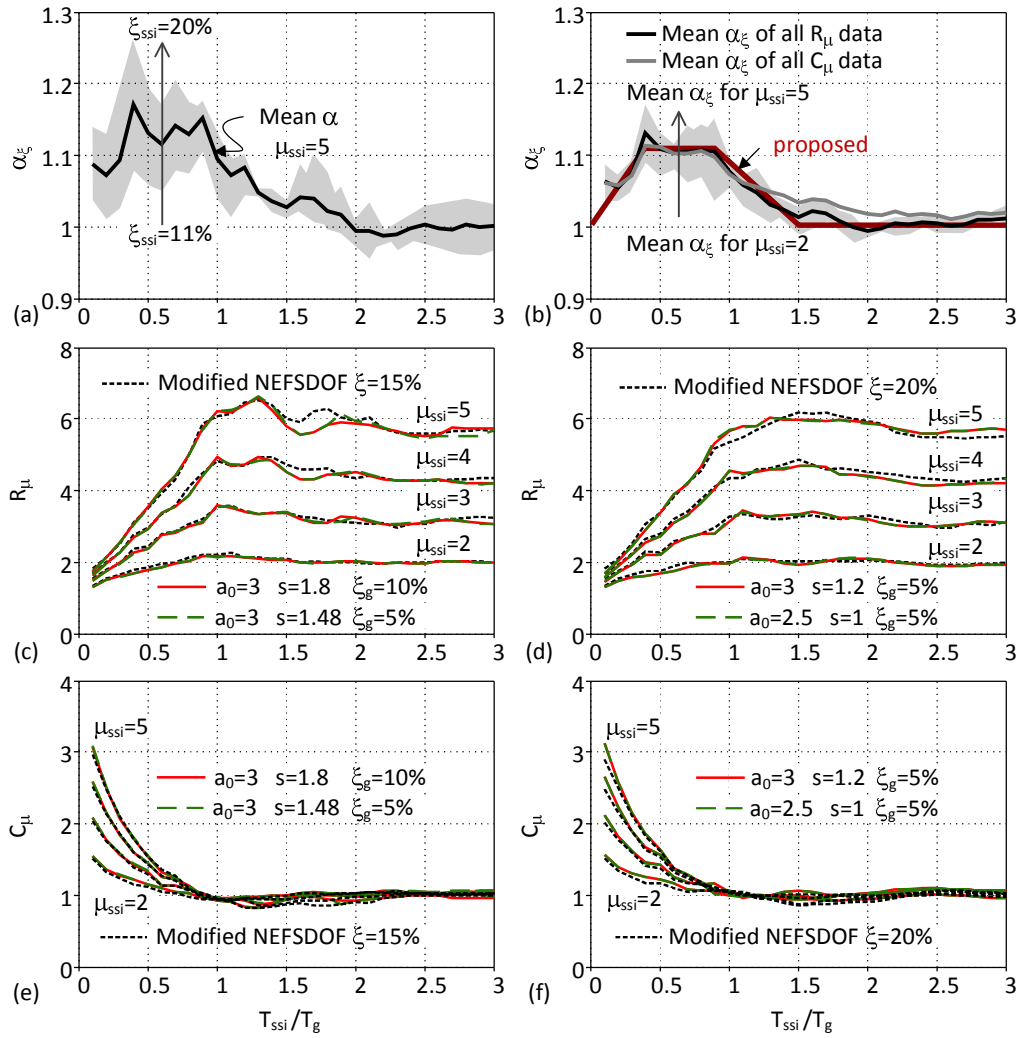 1.3
1.2
1.1
1
0.9
αξ
ξssi=20%
Mean α
μssi=5
ξssi=11%
0.5
1
1.5
2
2.5
3
(a)
1.3
1.2
1.1
1
0.9
αξ
Mean αξ of all Rμ data
Mean αξ of all Cμ data
Mean αξ for μssi=5
proposed
Mean αξ for μssi=2
0
0.5
1
1.5
2
2.5
3
(b)
8
6
4
2
0
Rμ
Modified NEFSDOF ξ=15%
μssi=5
μssi=4
μssi=3
μssi=2
a0=3 s=1.8 ξg=10%
a0=3 s=1.48 ξg=5%
0
0.5
1
1.5
2
2.5
3
(c)
8
6
4
2
0
Rμ
Modified NEFSDOF ξ=20%
μssi=5
μssi=4
μssi=3
μssi=2
a0=3 s=1.2 ξg=5%
a0=2.5 s=1 ξg=5%
0
0.5
1
1.5
2
2.5
3
(d)
4
3
2
1
0
Cμ
μssi=5
a0=3 s=1.8 ξg=10%
a0=3 s=1.48 ξg=5%
μssi=2
Modified NEFSDOF ξ=15%
0
0.5
1
1.5
2
2.5
3
(e)
Tssi/Tg
4
3
2
1
0
Cμ
μssi=5
a0=3 s=1.2 ξg=5%
a0=2.5 s=1 ξg=5%
μssi=2
Modified NEFSDOF ξ=20%
0
0.5
1
1.5
2
2.5
3
(f)
Tssi/Tg